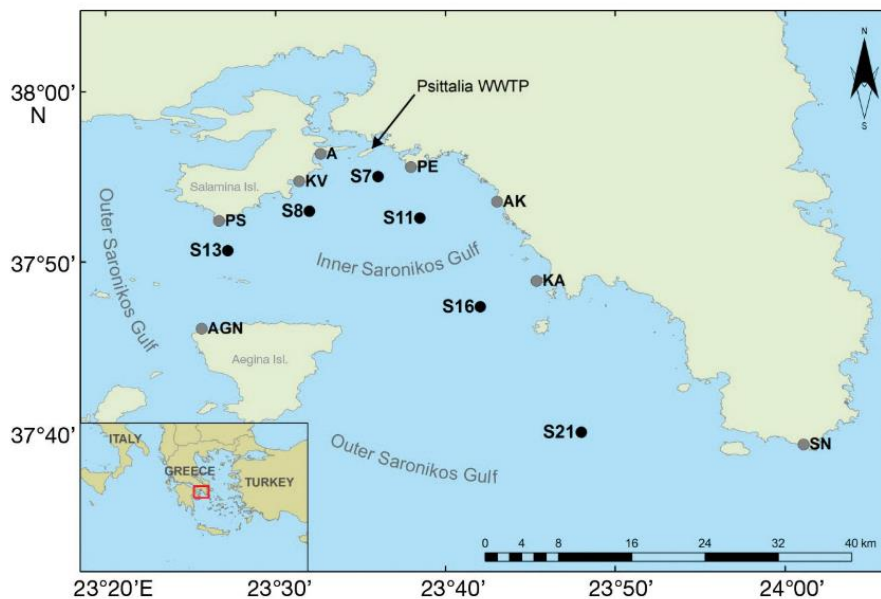 N
S
38°00'
N
37°50'
37°40'
Psittalia WWTP
A
PE
S7
KV
Salamina Isl.
AK
S8
S11
PS
S13
Outer Saronikos Gulf
Inner Saronikos Gulf
KA
S16
AGN
Aegina Isl.
S21
SN
Outer Saronikos Gulf
ITALY
GREECE
TURKEY
0 4 8 16 24 32 40 km
23°20'E 23°30' 23°40' 23°50' 24°00'